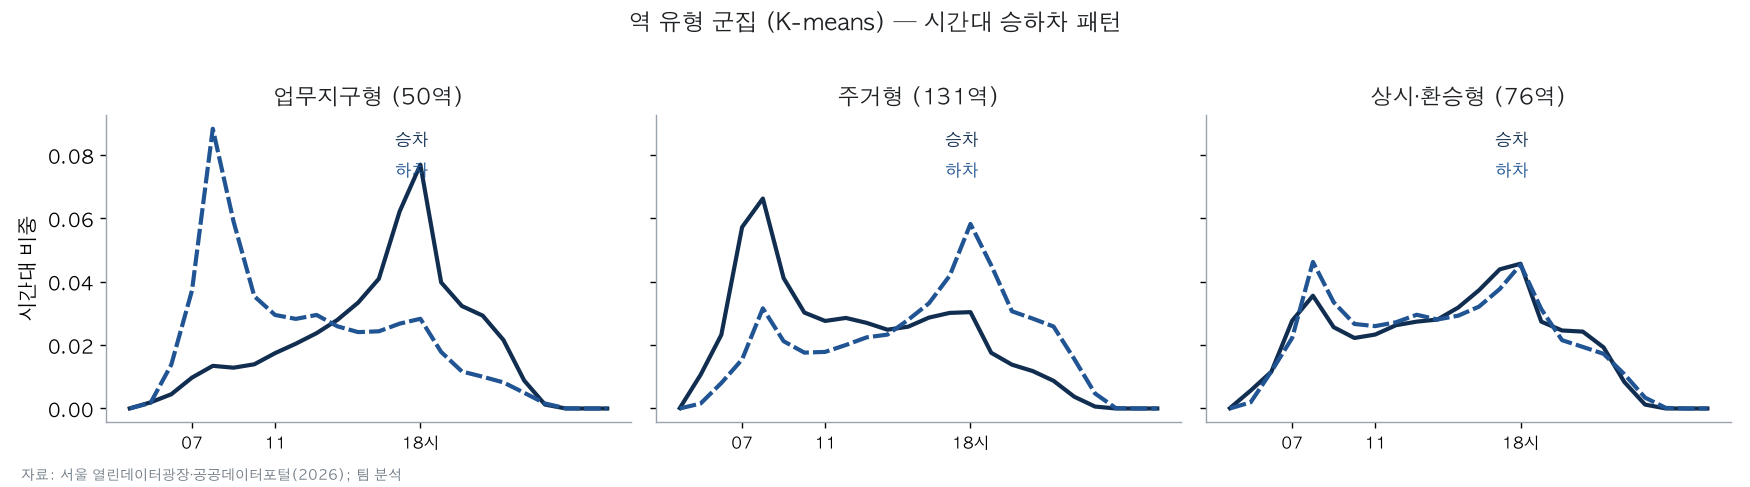 역 유형 군집 (K-means) — 시간대 승하차 패턴
업무지구형 (50역)
주거형 (131역)
상시·환승형 (76역)
승차
하차
승차
하차
승차
하차
시간대 비중
0.08
0.06
0.04
0.02
0.00
07 11 18시
07 11 18시
07 11 18시
자료: 서울 열린데이터광장·공공데이터포털(2026); 팀 분석